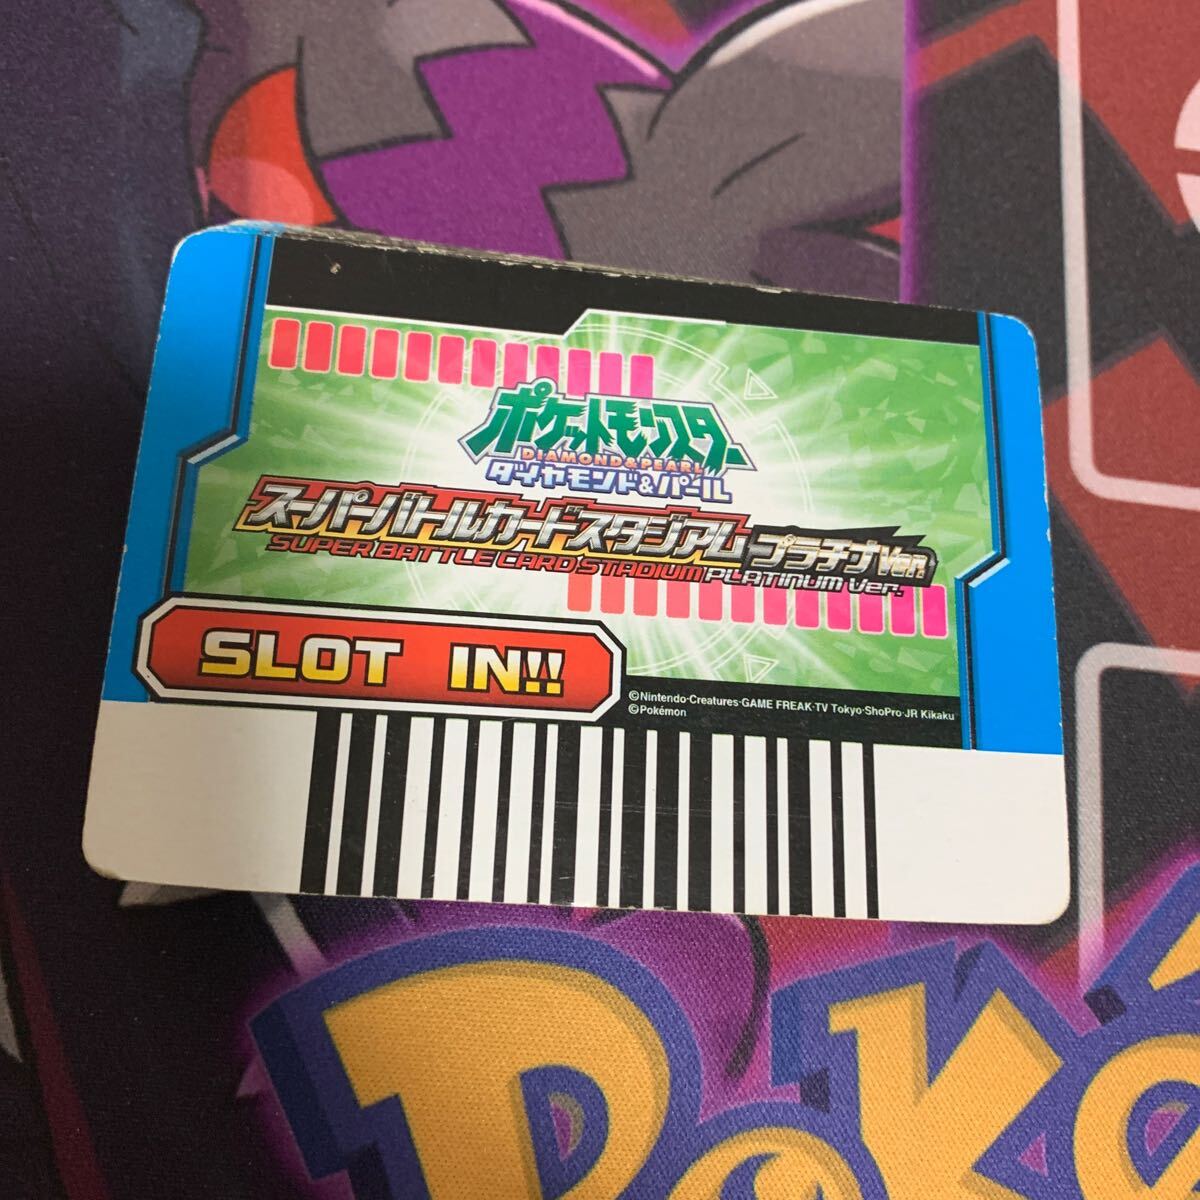 ポケットモンスター
DIAMOND&PEARL
ダイヤモンド&パール
スーパーバトルカードスタジアム プラチナVer.
SUPER BATTLE CARD STADIUM PLATINUM Ver.
SLOT IN!!
©Nintendo·Creatures·GAME FREAK·TV Tokyo·ShoPro·JR Kikaku
©Pokémon
Poké